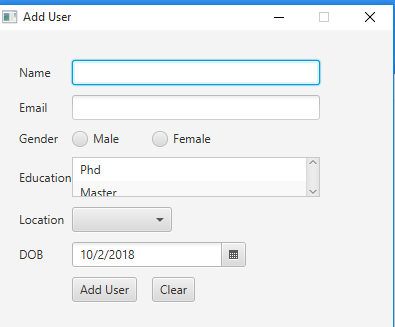 Add User
Name
Email
Gender Male Female
Education Phd
Master
Location
DOB 10/2/2018
Add User Clear